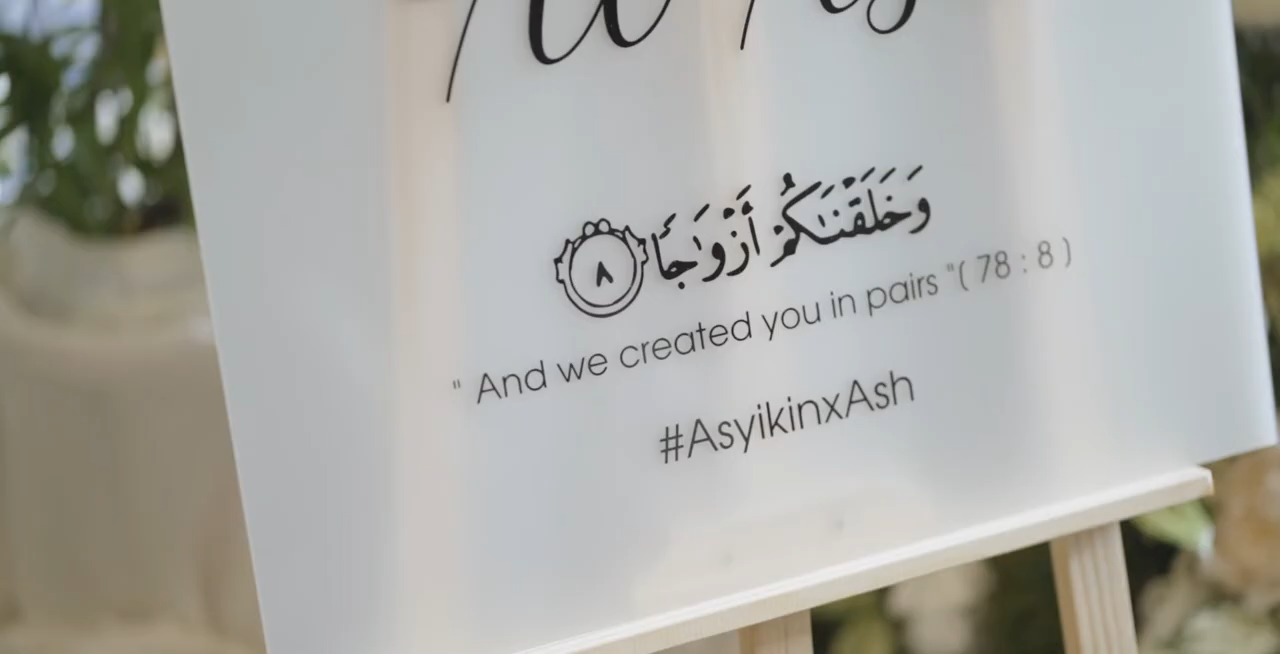 وَخَلَقْنَٰكُمْ أَزْوَٰجًا ٨
" And we created you in pairs "( 78 : 8 )
#AsyikinxAsh